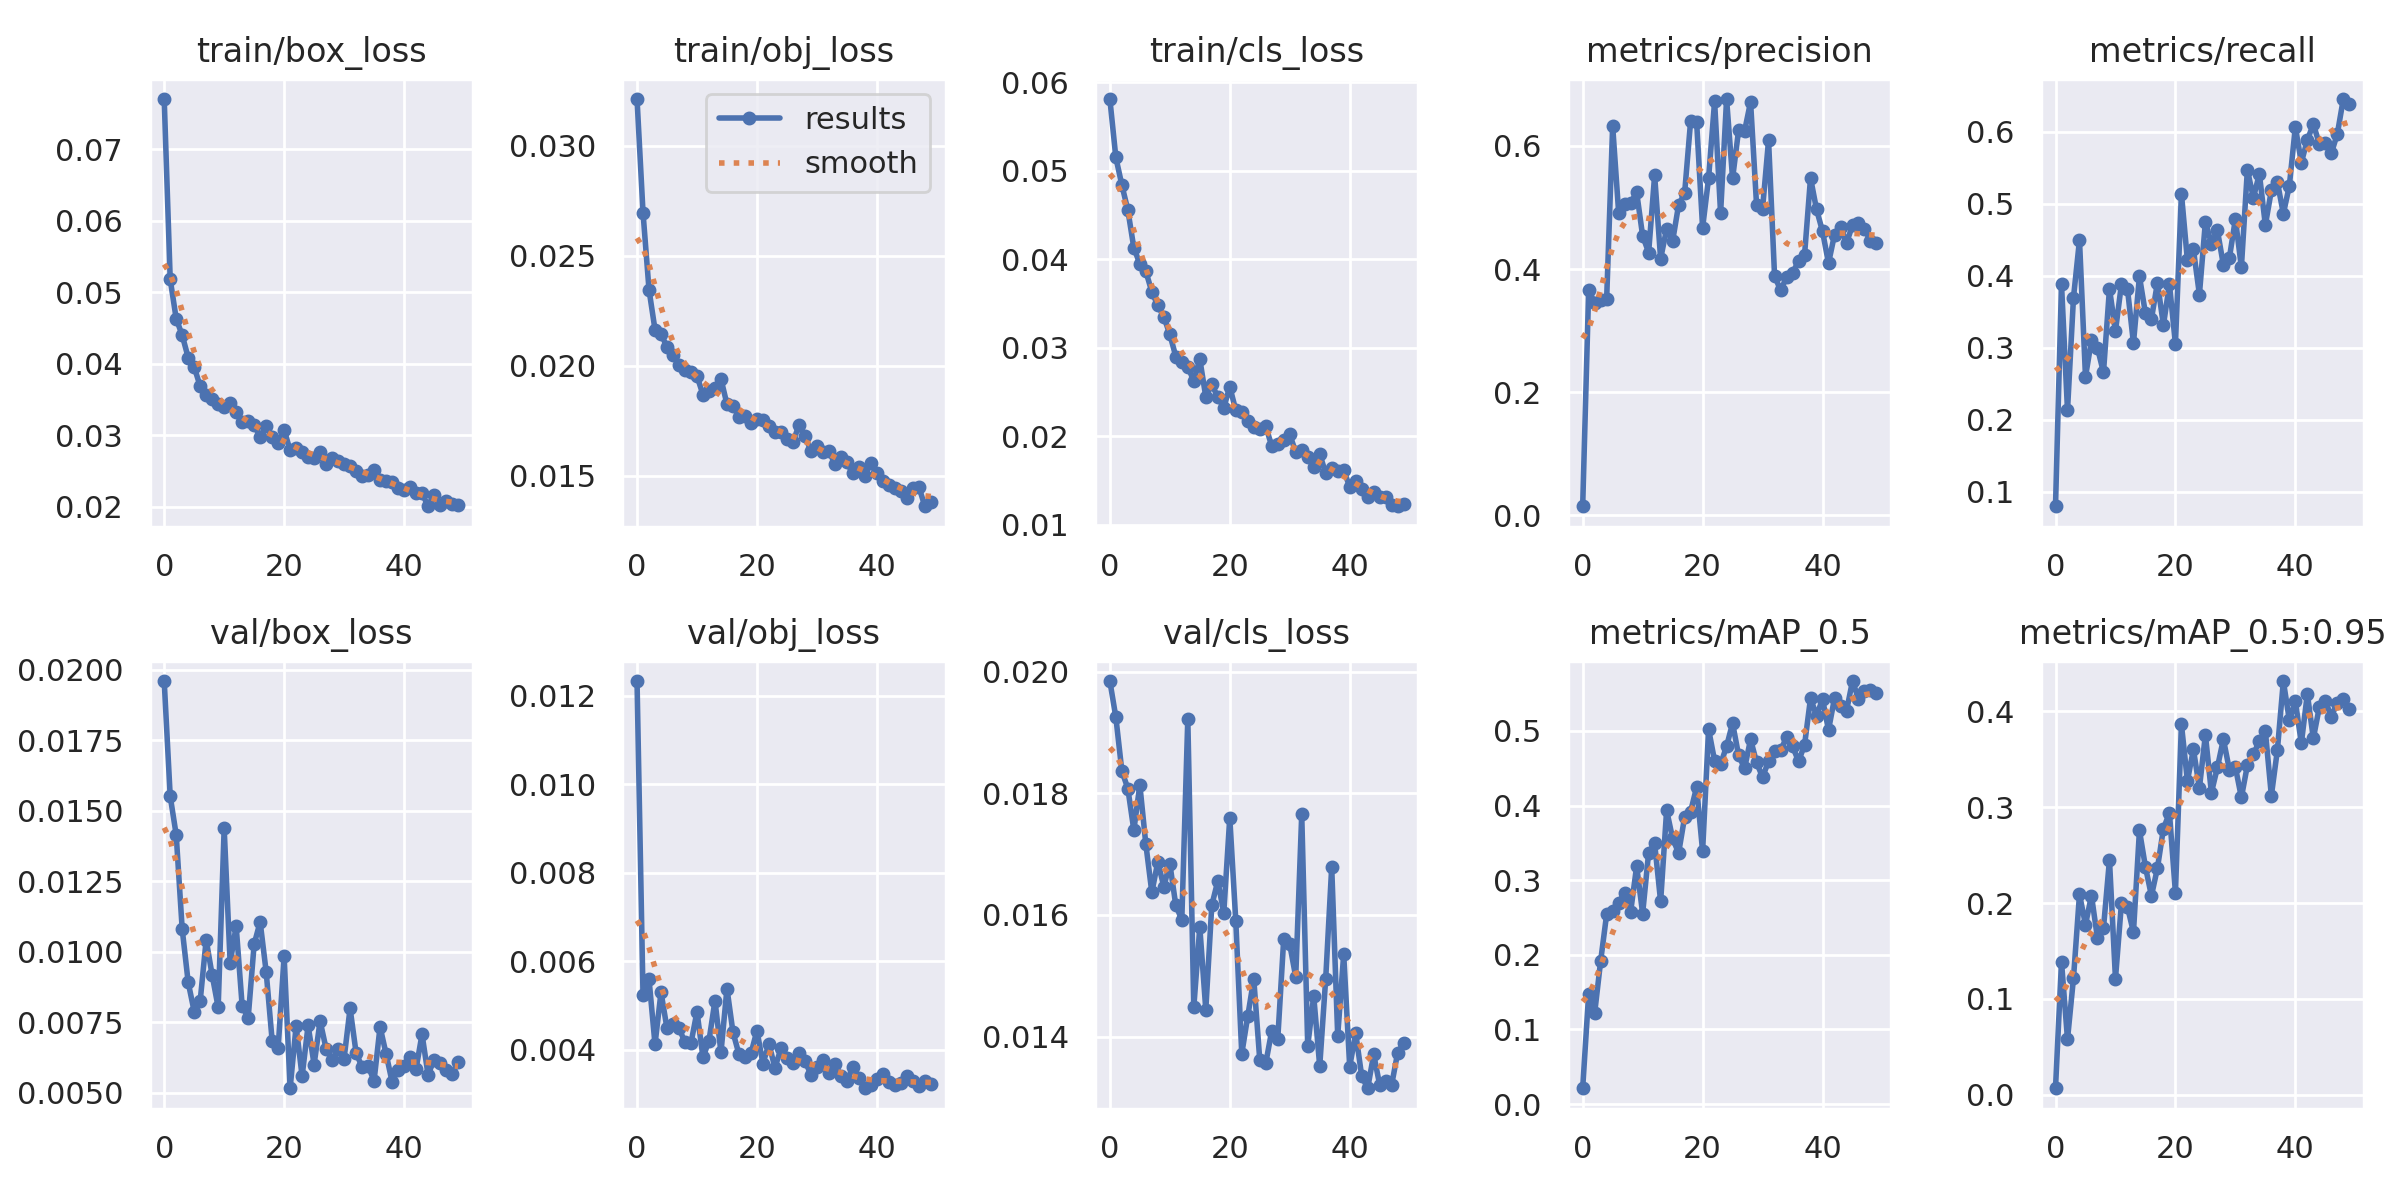 train/box_loss
0.07
0.06
0.05
0.04
0.03
0.02
0 20 40
train/obj_loss
results
smooth
0.030
0.025
0.020
0.015
0 20 40
train/cls_loss
0.06
0.05
0.04
0.03
0.02
0.01
0 20 40
metrics/precision
0.6
0.4
0.2
0.0
0 20 40
metrics/recall
0.6
0.5
0.4
0.3
0.2
0.1
0 20 40
val/box_loss
0.0200
0.0175
0.0150
0.0125
0.0100
0.0075
0.0050
0 20 40
val/obj_loss
0.012
0.010
0.008
0.006
0.004
0 20 40
val/cls_loss
0.020
0.018
0.016
0.014
0 20 40
metrics/mAP_0.5
0.5
0.4
0.3
0.2
0.1
0.0
0 20 40
metrics/mAP_0.5:0.95
0.4
0.3
0.2
0.1
0.0
0 20 40